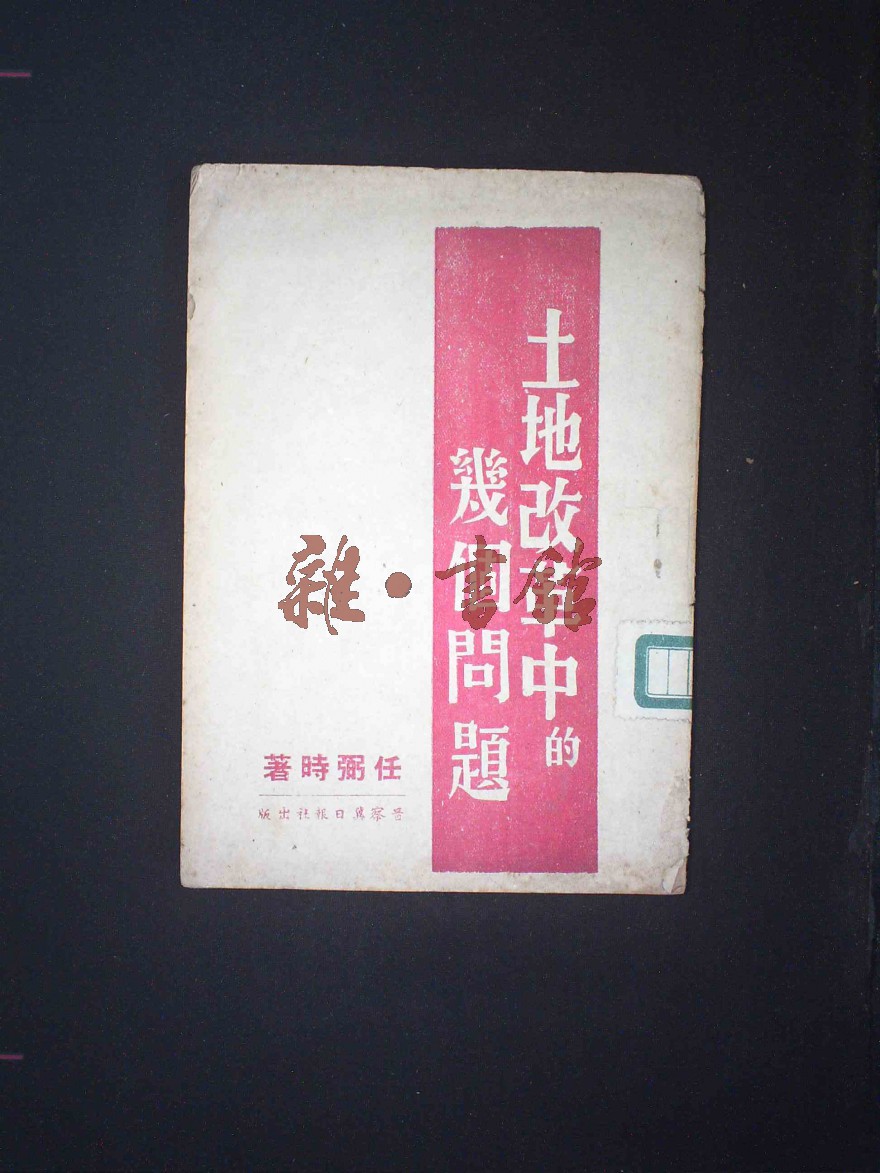 土地改革中的
幾個問題
任弼時著
晉察冀日報社出版
雜·書館